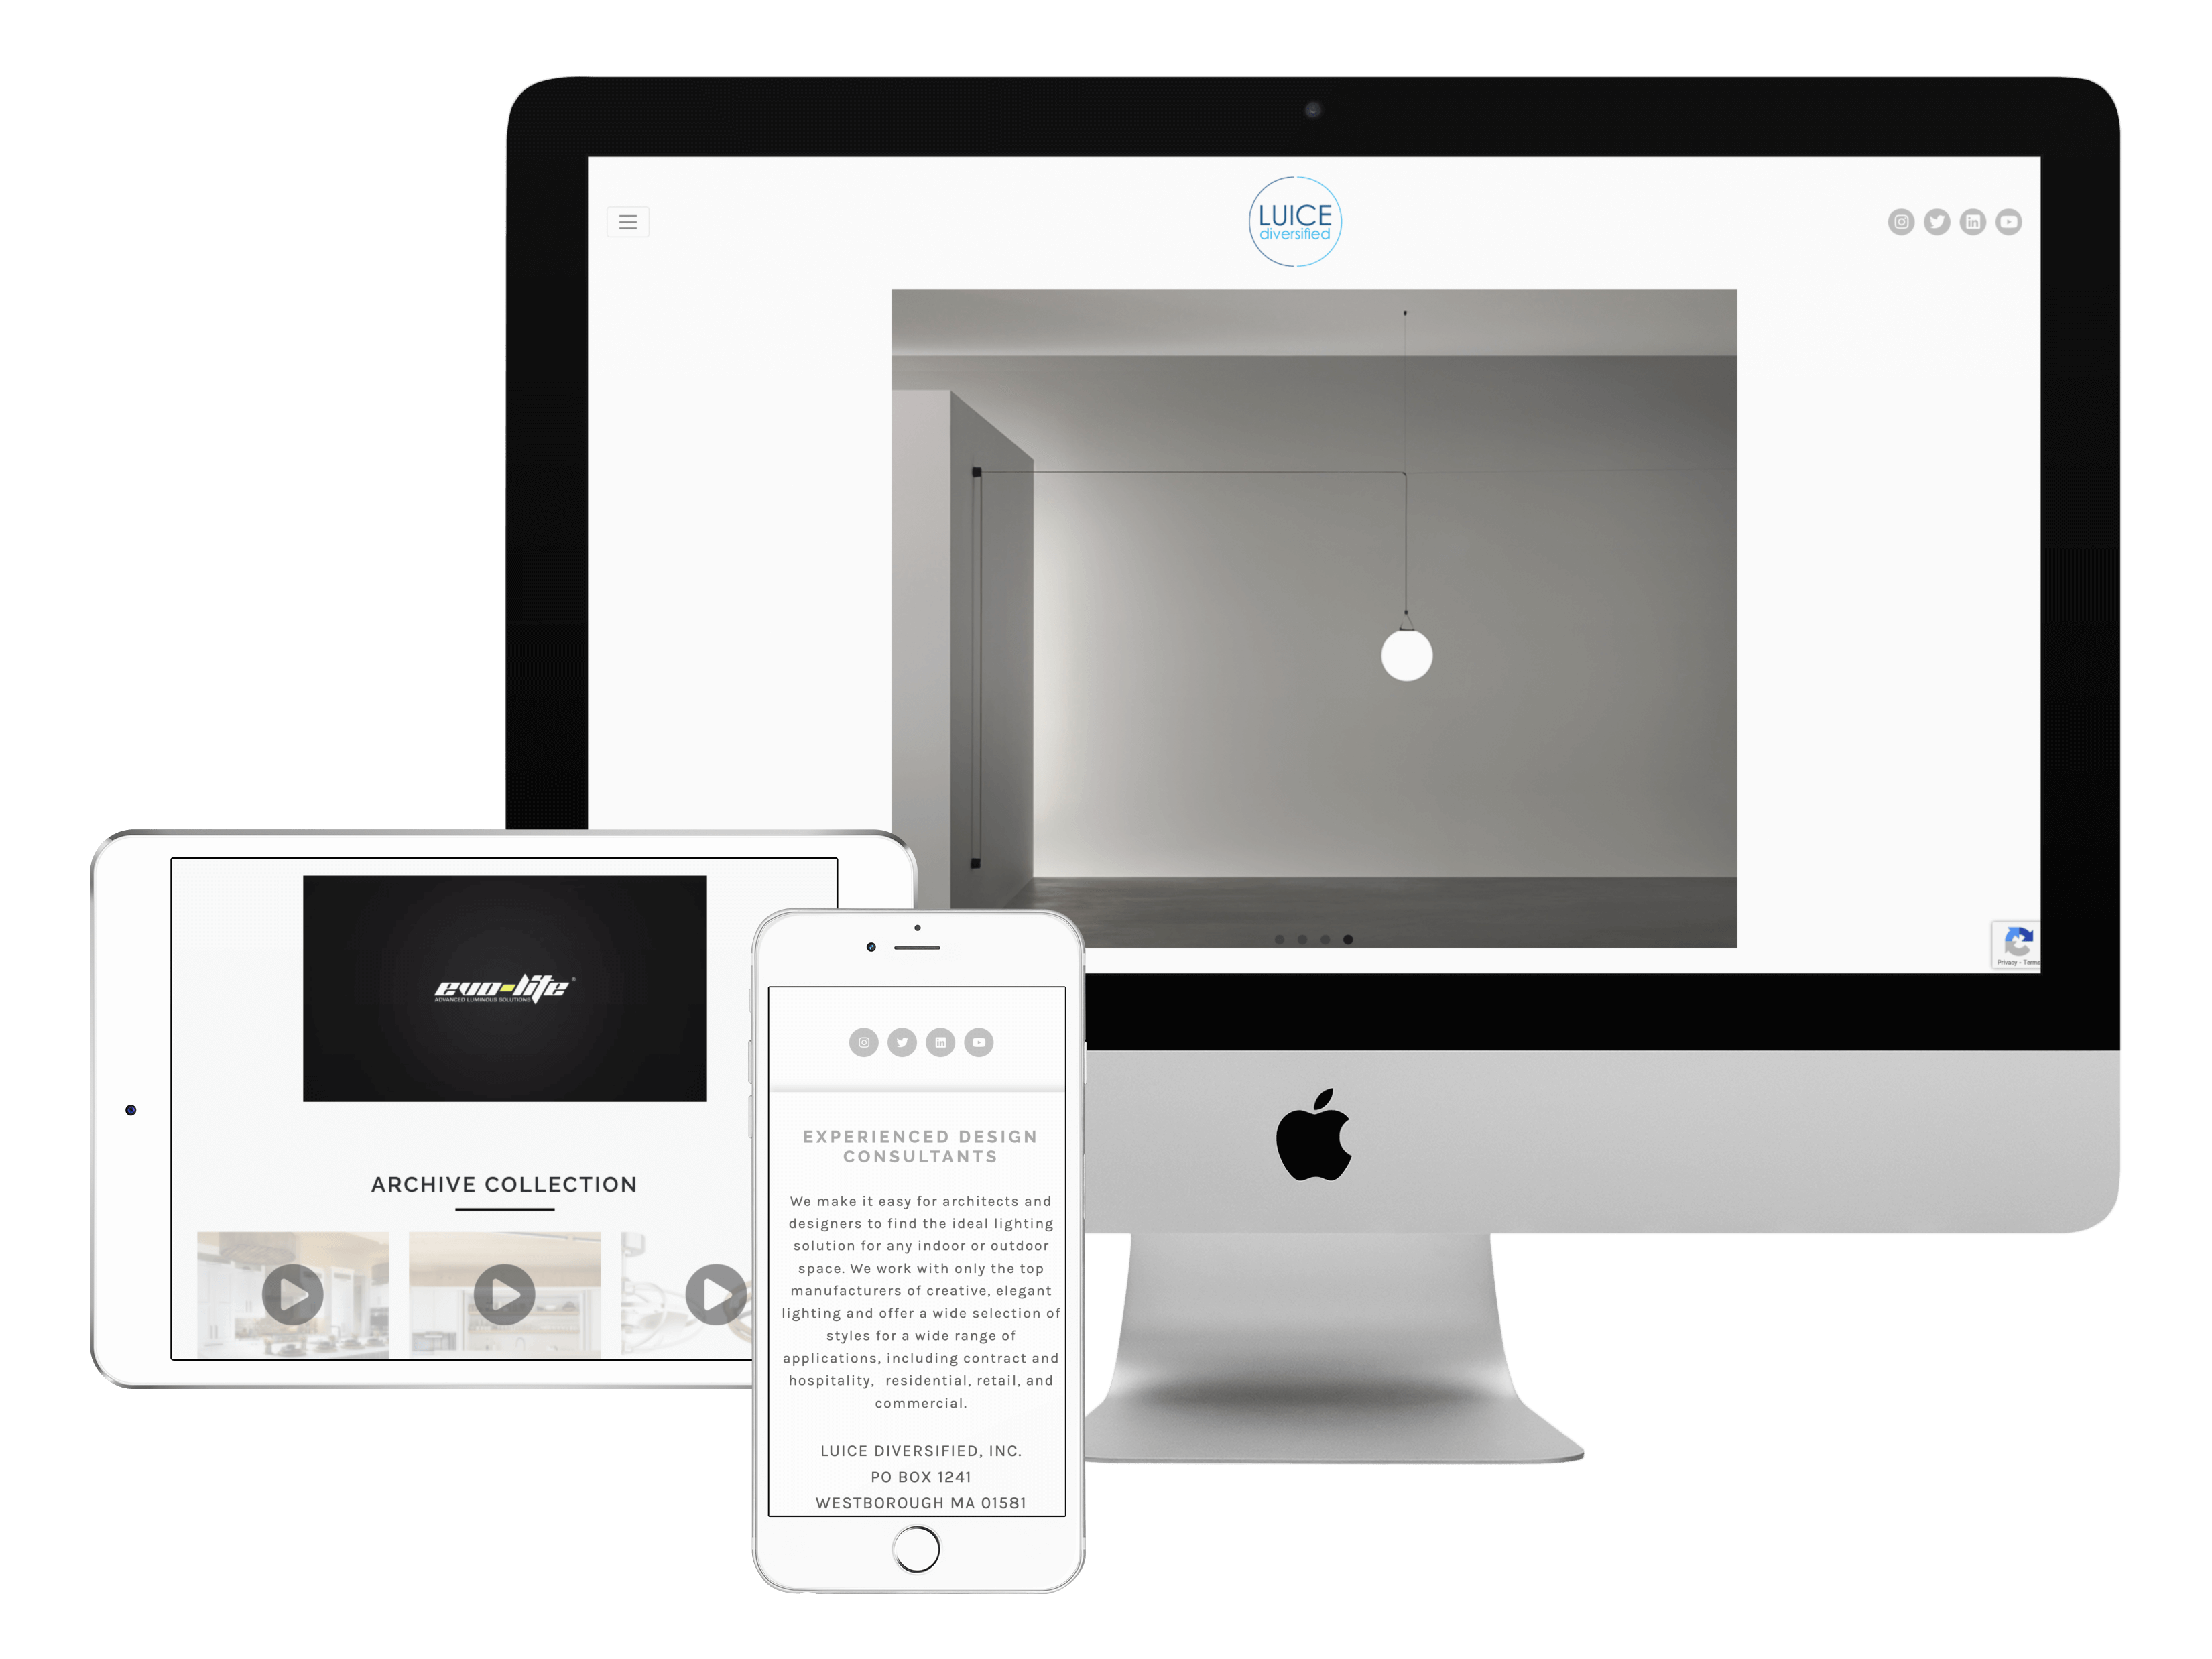 LUICE
diversified
Privacy - Terms
evo-lite®
ADVANCED LUMINOUS SOLUTIONS
ARCHIVE COLLECTION
EXPERIENCED DESIGN
CONSULTANTS
We make it easy for architects and
designers to find the ideal lighting
solution for any indoor or outdoor
space. We work with only the top
manufacturers of creative, elegant
lighting and offer a wide selection of
styles for a wide range of
applications, including contract and
hospitality,  residential, retail, and
commercial.
LUICE DIVERSIFIED, INC.
PO BOX 1241
WESTBOROUGH MA 01581